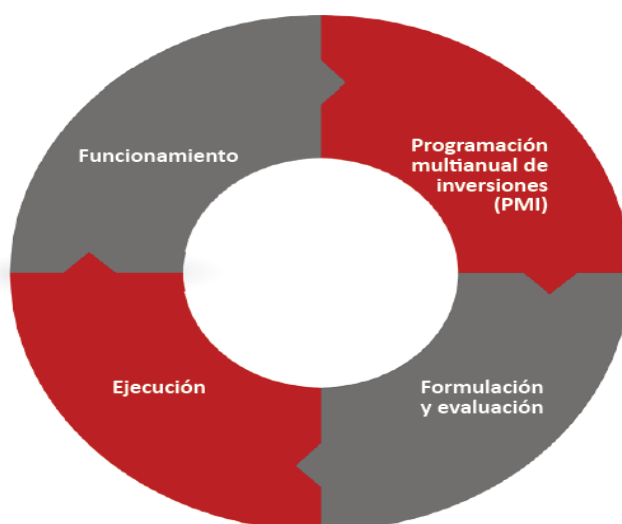 Funcionamiento
Programación
multianual de
inversiones
(PMI)
Ejecución
Formulación
y evaluación